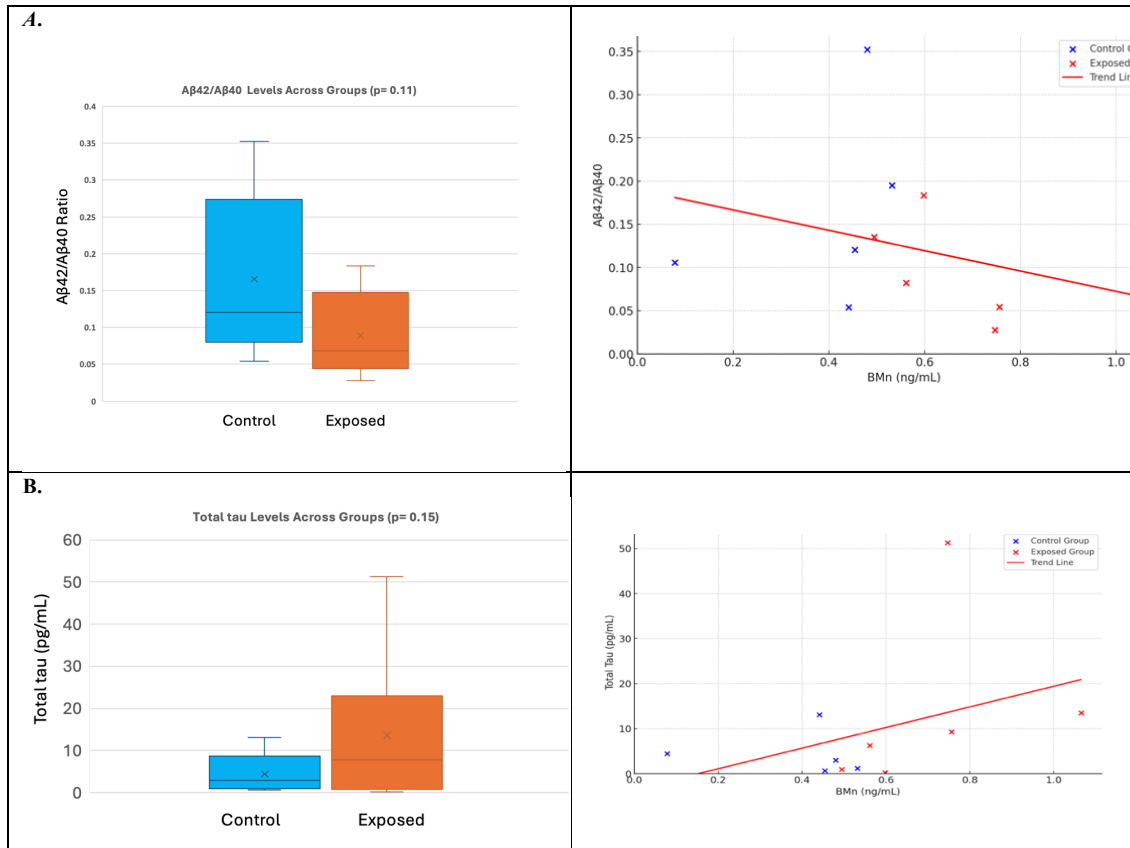 A.
Aβ42/Aβ40 Levels Across Groups (p= 0.11)
Aβ42/Aβ40 Ratio
0.4
0.35
0.3
0.25
0.2
0.15
0.1
0.05
0
Control Exposed
Aβ42/Aβ40
0.35
0.30
0.25
0.20
0.15
0.10
0.05
0.00
0.0 0.2 0.4 0.6 0.8 1.0
BMn (ng/mL)
Control G
Exposed
Trend Lin
B.
Total tau Levels Across Groups (p= 0.15)
Total tau (pg/mL)
60
50
40
30
20
10
0
Control Exposed
Total Tau (pg/mL)
50
40
30
20
10
0
0.0 0.2 0.4 0.6 0.8 1.0
BMn (ng/mL)
Control Group
Exposed Group
Trend Line